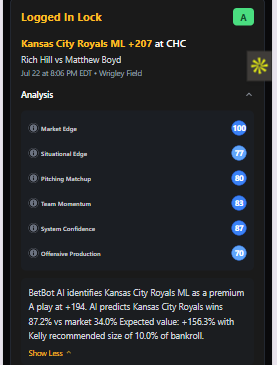 Logged In Lock
A
Kansas City Royals ML +207 at CHC
Rich Hill vs Matthew Boyd
Jul 22 at 8:06 PM EDT • Wrigley Field
Analysis
Market Edge 100
Situational Edge 77
Pitching Matchup 80
Team Momentum 83
System Confidence 87
Offensive Production 70
BetBot AI identifies Kansas City Royals ML as a premium
A play at +194. AI predicts Kansas City Royals wins
87.2% vs market 34.0% Expected value: +156.3% with
Kelly recommended size of 10.0% of bankroll.
Show Less